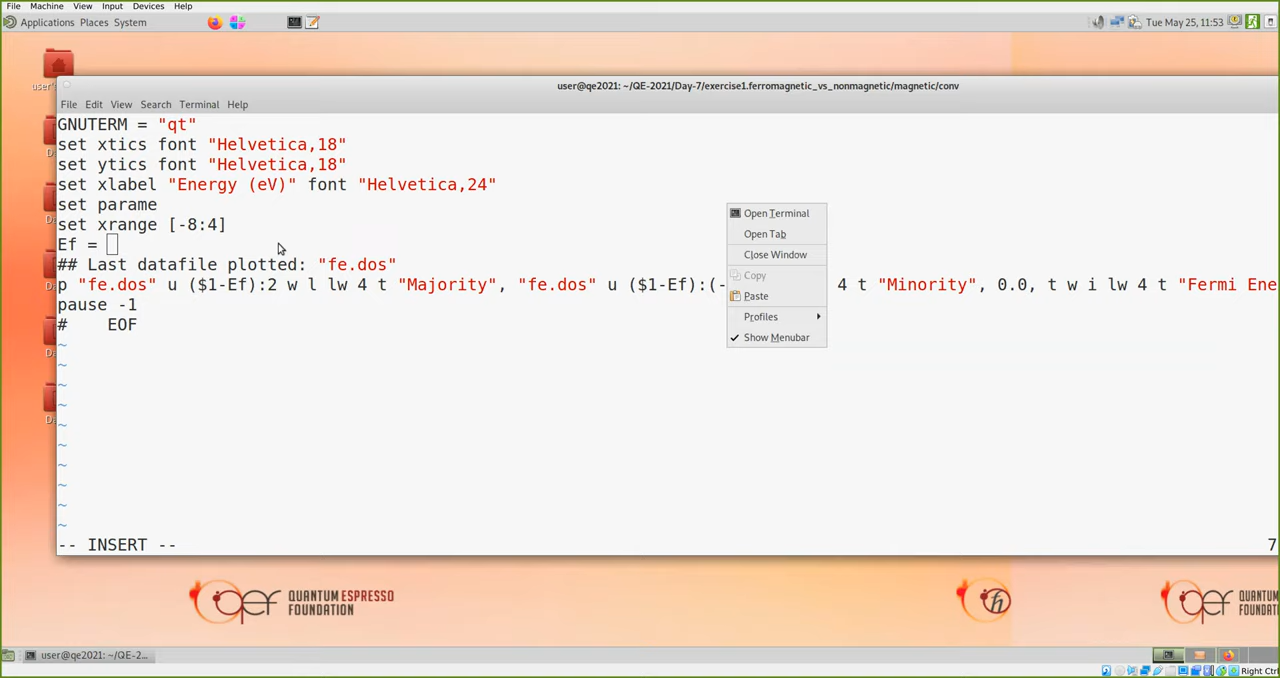 File Machine View Input Devices Help
Applications Places System
Tue May 25, 11:53
user's
user@qe2021: ~/QE-2021/Day-7/exercise1.ferromagnetic_vs_nonmagnetic/magnetic/conv
File Edit View Search Terminal Help
GNUTERM = "qt"
set xtics font "Helvetica,18"
set ytics font "Helvetica,18"
set xlabel "Energy (eV)" font "Helvetica,24"
set parame
set xrange [-8:4]
Ef =
## Last datafile plotted: "fe.dos"
p "fe.dos" u ($1-Ef):2 w l lw 4 t "Majority", "fe.dos" u ($1-Ef):(- 4 t "Minority", 0.0, t w i lw 4 t "Fermi Ene
pause -1
# EOF
~
~
~
~
~
~
~
~
~
~
Open Terminal
Open Tab
Close Window
Copy
Paste
Profiles
Show Menubar
-- INSERT --
7
QUANTUM ESPRESSO
FOUNDATION
QUANTUM
FOUNDA
user@qe2021: ~/QE-2...
Right Ctrl